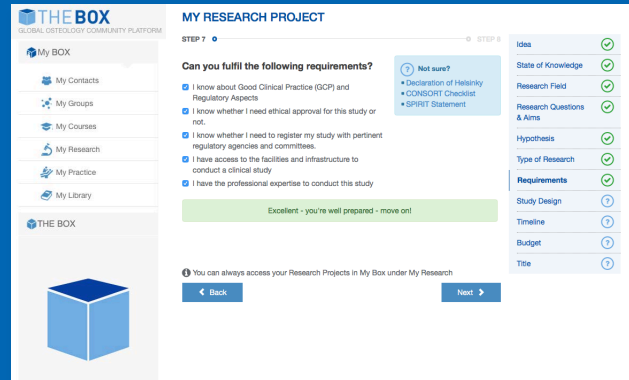 THE BOX
GLOBAL OSTEOLOGY COMMUNITY PLATFORM
My BOX
My Contacts
My Groups
My Courses
My Research
My Practice
My Library
THE BOX
MY RESEARCH PROJECT
STEP 7
STEP 8
Can you fulfil the following requirements?
I know about Good Clinical Practice (GCP) and
Regulatory Aspects
I know whether I need ethical approval for this study or
not.
I know whether I need to register my study with pertinent
regulatory agencies and committees.
I have access to the facilities and infrastructure to
conduct a clinical study
I have the professional expertise to conduct this study
? Not sure?
• Declaration of Helsinky
• CONSORT Checklist
• SPIRIT Statement
Excellent - you're well prepared - move on!
You can always access your Research Projects in My Box under My Research
Back
Next
Idea
State of Knowledge
Research Field
Research Questions
& Aims
Hypothesis
Type of Research
Requirements
Study Design ?
Timeline ?
Budget ?
Title ?